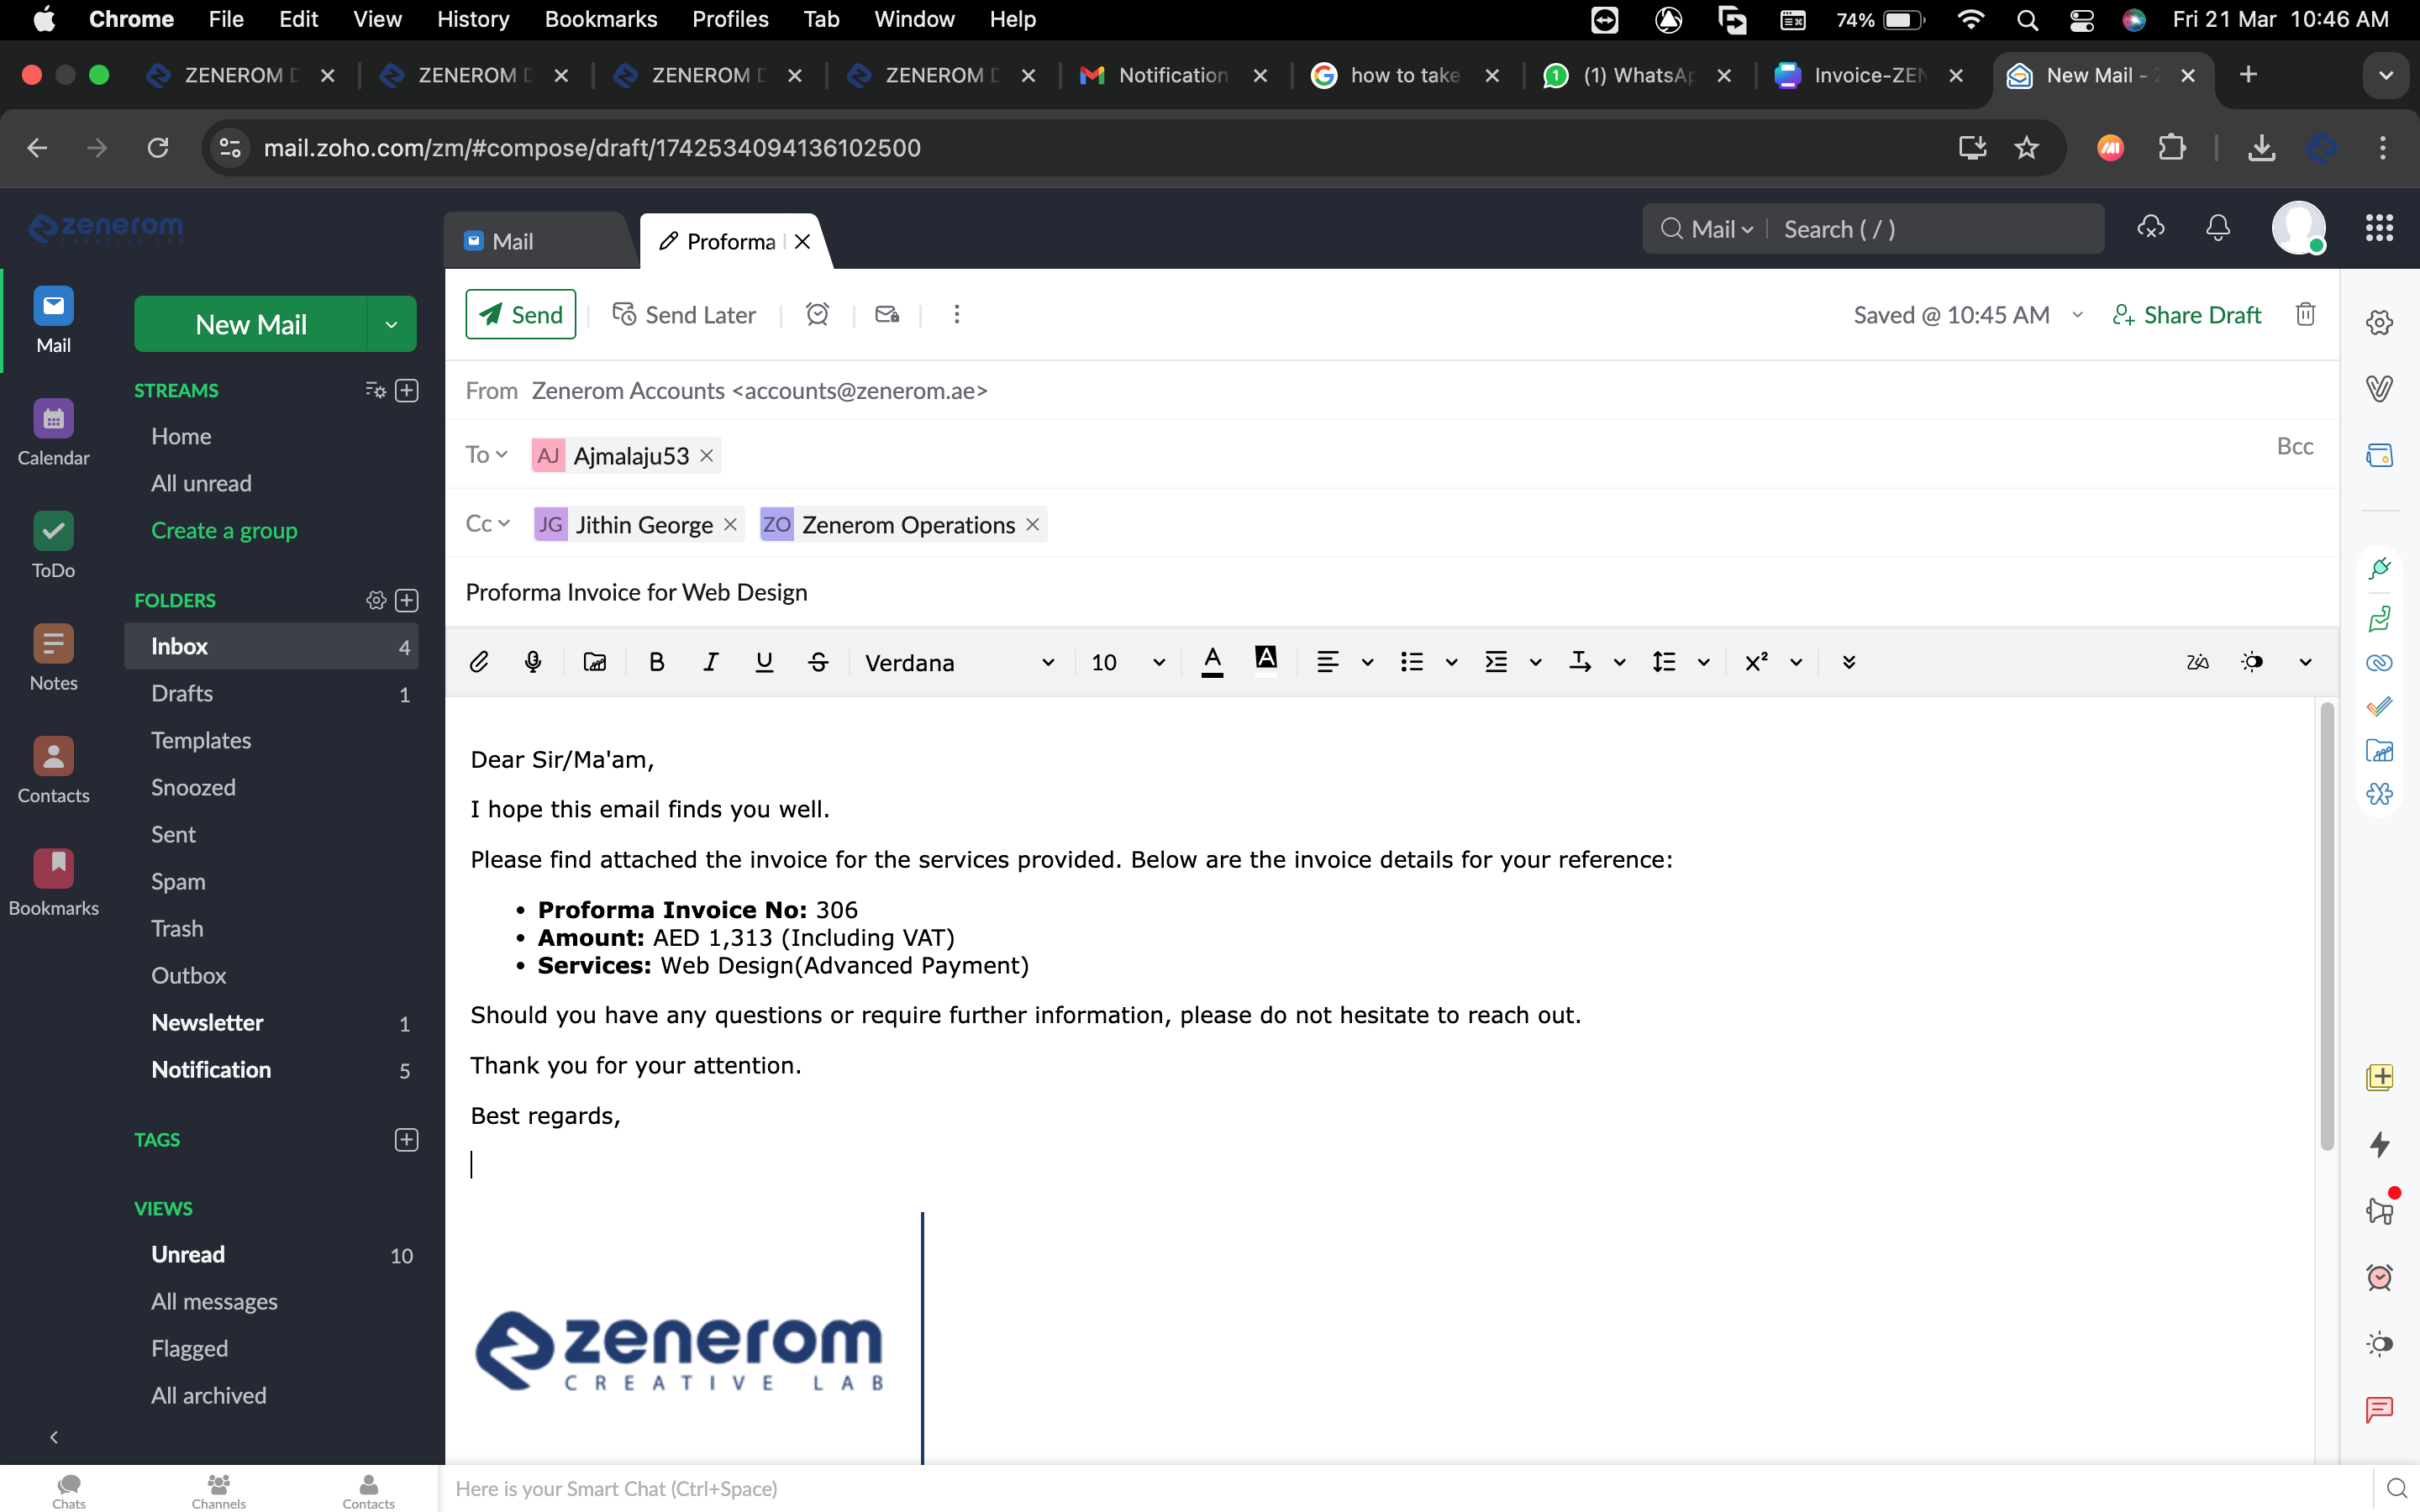 Chrome File Edit View History Bookmarks Profiles Tab Window Help 74% Fri 21 Mar 10:46 AM
ZENEROM D ZENEROM D ZENEROM D ZENEROM D Notification how to take (1) WhatsAp Invoice-ZEN New Mail - Z
mail.zoho.com/zm/#compose/draft/1742534094136102500
zenerom
CREATIVE LAB
Mail Proforma Mail Search ( / )
Mail
Calendar
ToDo
Notes
Contacts
Bookmarks
New Mail
STREAMS
Home
All unread
Create a group
FOLDERS
Inbox 4
Drafts 1
Templates
Snoozed
Sent
Spam
Trash
Outbox
Newsletter 1
Notification 5
TAGS
VIEWS
Unread 10
All messages
Flagged
All archived
Send Send Later Saved @ 10:45 AM Share Draft
From Zenerom Accounts <accounts@zenerom.ae>
To AJ Ajmalaju53 Bcc
Cc JG Jithin George ZO Zenerom Operations
Proforma Invoice for Web Design
B I U S Verdana 10 A A X²
Dear Sir/Ma'am,
I hope this email finds you well.
Please find attached the invoice for the services provided. Below are the invoice details for your reference:
• Proforma Invoice No: 306
• Amount: AED 1,313 (Including VAT)
• Services: Web Design(Advanced Payment)
Should you have any questions or require further information, please do not hesitate to reach out.
Thank you for your attention.
Best regards,
zenerom
CREATIVE LAB
Chats Channels Contacts Here is your Smart Chat (Ctrl+Space)